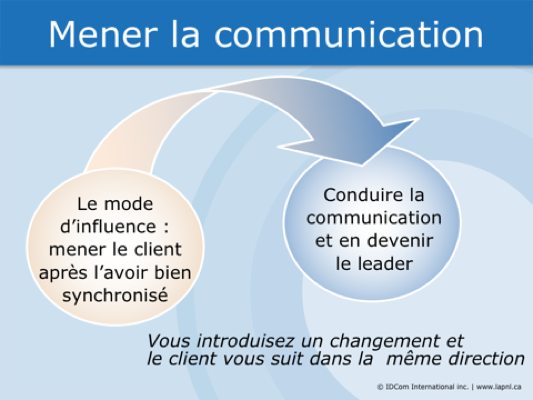 Mener la communication
Le mode
d'influence :
mener le client
après l'avoir bien
synchronisé
Conduire la
communication
et en devenir
le leader
Vous introduisez un changement et
le client vous suit dans la même direction
© IDCom International inc. | www.lapnl.ca